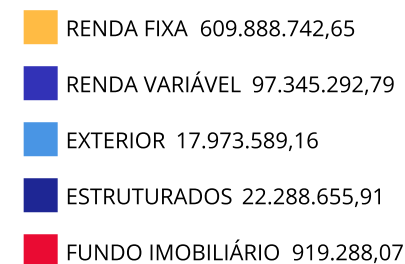 RENDA FIXA 609.888.742,65
RENDA VARIÁVEL 97.345.292,79
EXTERIOR 17.973.589,16
ESTRUTURADOS 22.288.655,91
FUNDO IMOBILIÁRIO 919.288,07